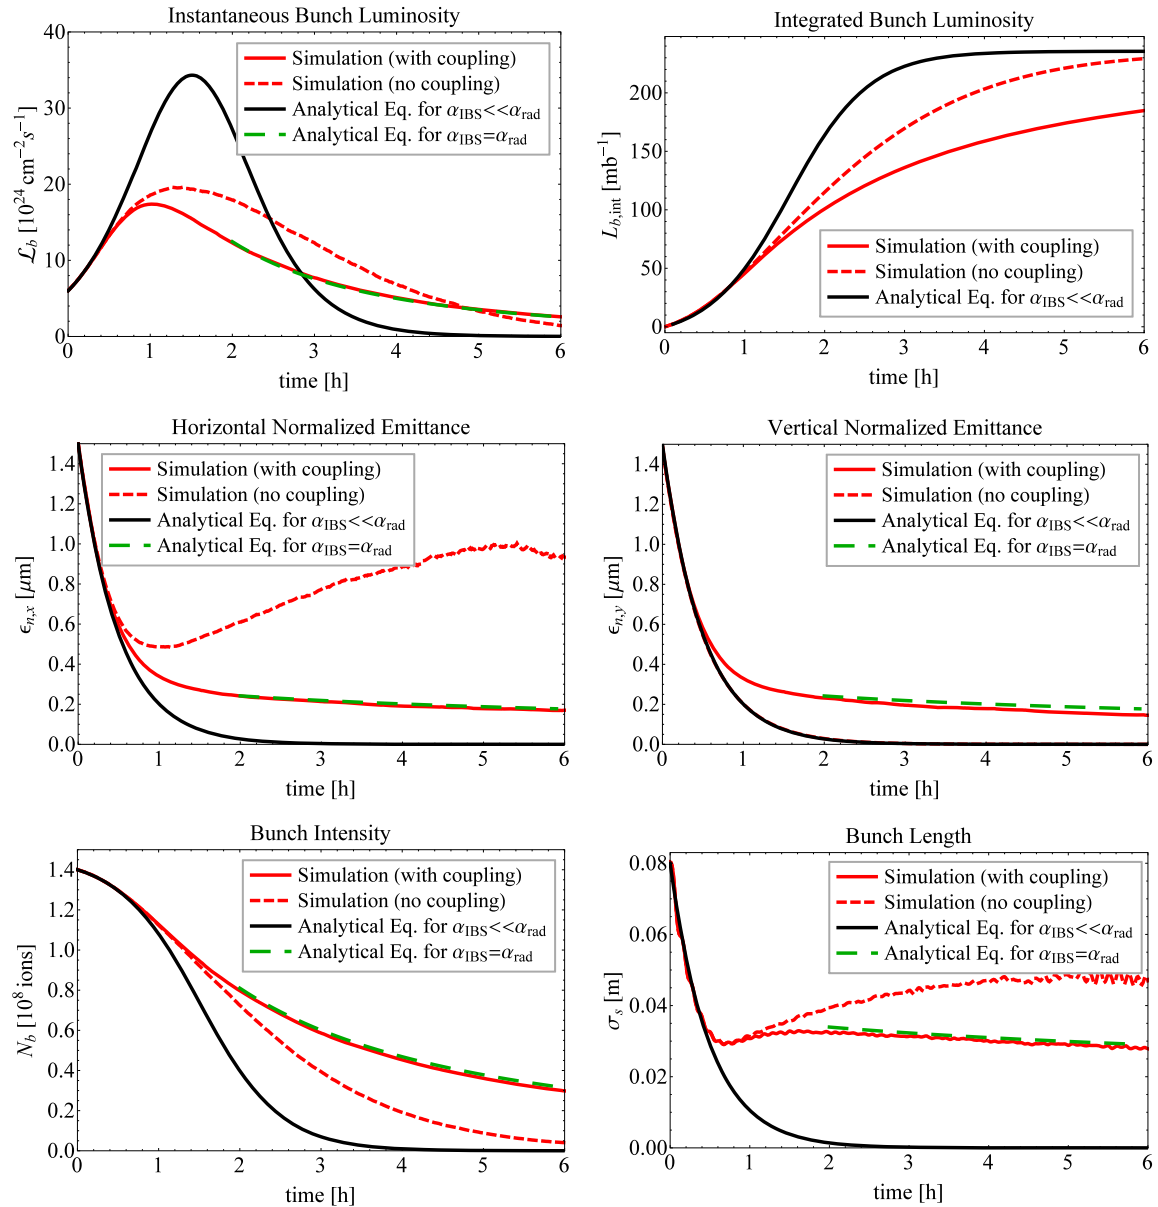 Instantaneous Bunch Luminosity
40
30
20
10
0
ℒb [10^24 cm^−2 s^−1]
Simulation (with coupling)
Simulation (no coupling)
Analytical Eq. for αIBS<<αrad
Analytical Eq. for αIBS=αrad
0 1 2 3 4 5 6
time [h]
Integrated Bunch Luminosity
200
150
100
50
0
Lb,int [mb^−1]
Simulation (with coupling)
Simulation (no coupling)
Analytical Eq. for αIBS<<αrad
0 1 2 3 4 5 6
time [h]
Horizontal Normalized Emittance
1.4
1.2
1.0
0.8
0.6
0.4
0.2
0.0
ϵn,x [μm]
Simulation (with coupling)
Simulation (no coupling)
Analytical Eq. for αIBS<<αrad
Analytical Eq. for αIBS=αrad
0 1 2 3 4 5 6
time [h]
Vertical Normalized Emittance
1.4
1.2
1.0
0.8
0.6
0.4
0.2
0.0
ϵn,y [μm]
Simulation (with coupling)
Simulation (no coupling)
Analytical Eq. for αIBS<<αrad
Analytical Eq. for αIBS=αrad
0 1 2 3 4 5 6
time [h]
Bunch Intensity
1.4
1.2
1.0
0.8
0.6
0.4
0.2
0.0
Nb [10^8 ions]
Simulation (with coupling)
Simulation (no coupling)
Analytical Eq. for αIBS<<αrad
Analytical Eq. for αIBS=αrad
0 1 2 3 4 5 6
time [h]
Bunch Length
0.08
0.06
0.04
0.02
0.00
σs [m]
Simulation (with coupling)
Simulation (no coupling)
Analytical Eq. for αIBS<<αrad
Analytical Eq. for αIBS=αrad
0 1 2 3 4 5 6
time [h]